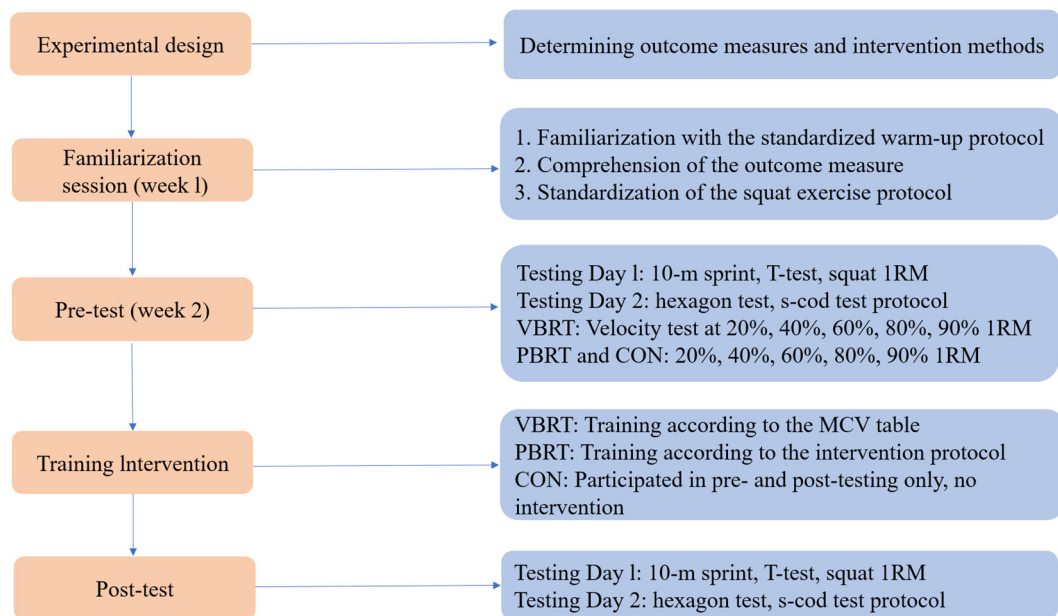 Experimental design
Determining outcome measures and intervention methods
Familiarization
session (week l)
1. Familiarization with the standardized warm-up protocol
2. Comprehension of the outcome measure
3. Standardization of the squat exercise protocol
Pre-test (week 2)
Testing Day l: 10-m sprint, T-test, squat 1RM
Testing Day 2: hexagon test, s-cod test protocol
VBRT: Velocity test at 20%, 40%, 60%, 80%, 90% 1RM
PBRT and CON: 20%, 40%, 60%, 80%, 90% 1RM
Training lntervention
VBRT: Training according to the MCV table
PBRT: Training according to the intervention protocol
CON: Participated in pre- and post-testing only, no
intervention
Post-test
Testing Day l: 10-m sprint, T-test, squat 1RM
Testing Day 2: hexagon test, s-cod test protocol